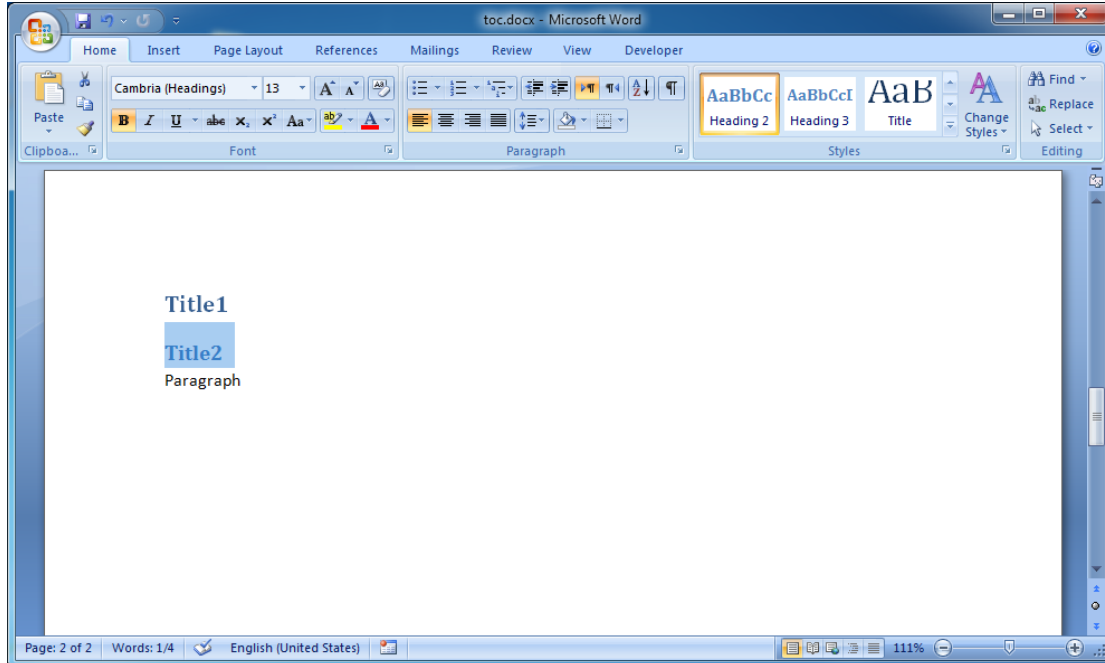 toc.docx - Microsoft Word
Home Insert Page Layout References Mailings Review View Developer
Paste
Clipboa...
Cambria (Headings) 13
B I U abe x₂ x² Aa ab A
Font
Paragraph
AaBbCc AaBbCcI AaB
Heading 2 Heading 3 Title
Change Styles
Styles
Find
Replace
Select
Editing
Title1
Title2
Paragraph
Page: 2 of 2 Words: 1/4 English (United States) 111%